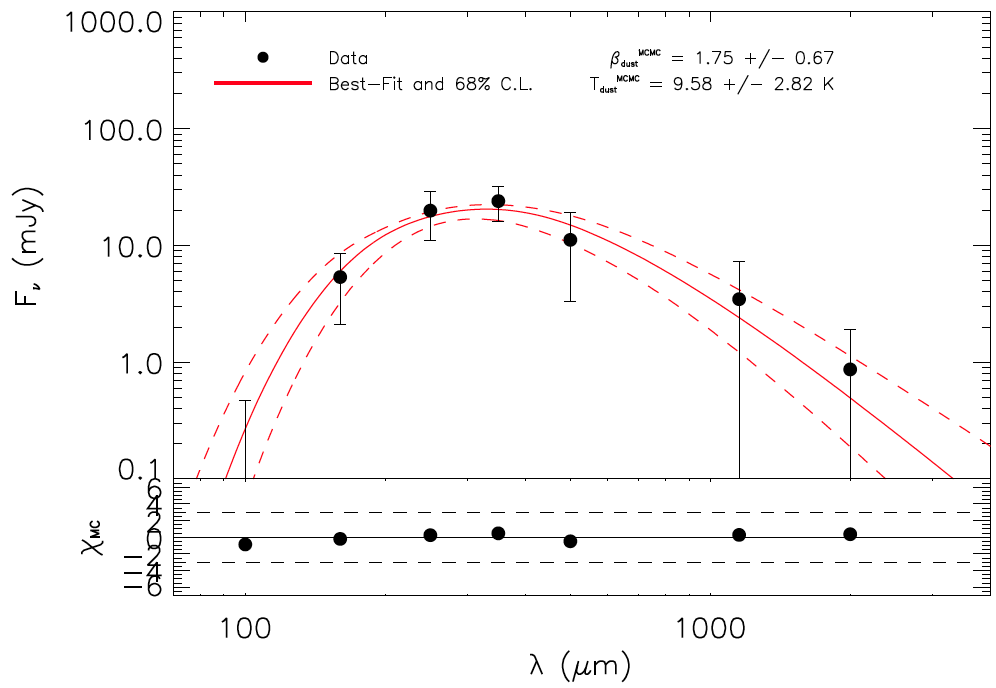 1000.0
Data
β_dust^MCMC = 1.75 +/− 0.67
Best−Fit and 68% C.L.
T_dust^MCMC = 9.58 +/− 2.82 K
100.0
10.0
1.0
0.1
F_ν (mJy)
6
4
2
0
−2
−4
−6
χ_MC
100
1000
λ (μm)